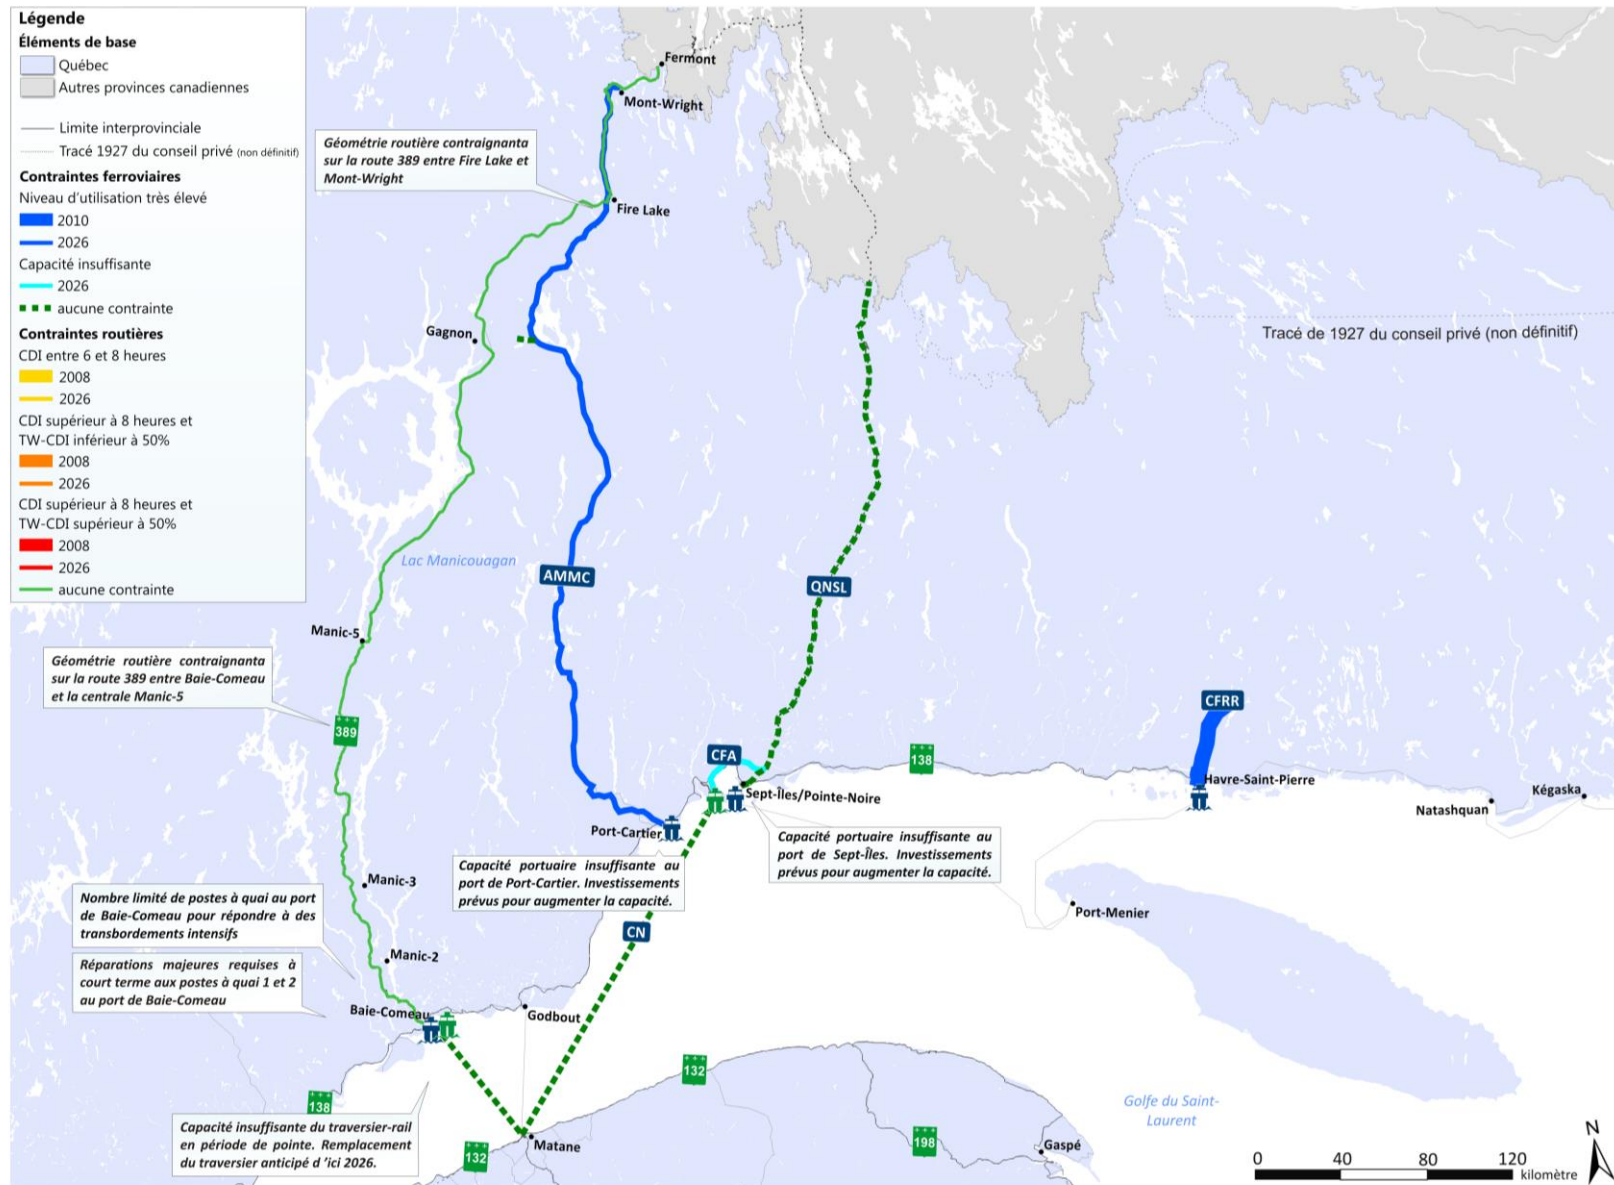 Légende
Éléments de base
Québec
Autres provinces canadiennes
Limite interprovinciale
Tracé 1927 du conseil privé (non définitif)
Contraintes ferroviaires
Niveau d'utilisation très élevé
2010
2026
Capacité insuffisante
2026
aucune contrainte
Contraintes routières
CDI entre 6 et 8 heures
2008
2026
CDI supérieur à 8 heures et
TW-CDI inférieur à 50%
2008
2026
CDI supérieur à 8 heures et
TW-CDI supérieur à 50%
2008
2026
aucune contrainte
Fermont
Mont-Wright
Géométrie routière contraignanta
sur la route 389 entre Fire Lake et
Mont-Wright
Fire Lake
Gagnon
Tracé de 1927 du conseil privé (non définitif)
Lac Manicouagan
AMMC
QNSL
Manic-5
Géométrie routière contraignanta
sur la route 389 entre Baie-Comeau
et la centrale Manic-5
389
CFRR
CFA
138
Havre-Saint-Pierre
Sept-Îles/Pointe-Noire
Kégaska
Natashquan
Port-Cartier
Capacité portuaire insuffisante au
port de Sept-Îles. Investissements
prévus pour augmenter la capacité.
Capacité portuaire insuffisante au
port de Port-Cartier. Investissements
prévus pour augmenter la capacité.
Manic-3
Nombre limité de postes à quai au port
de Baie-Comeau pour répondre à des
transbordements intensifs
Port-Menier
CN
Manic-2
Réparations majeures requises à
court terme aux postes à quai 1 et 2
au port de Baie-Comeau
Baie-Comeau
Godbout
132
138
Golfe du Saint-
Laurent
Capacité insuffisante du traversier-rail
en période de pointe. Remplacement
du traversier anticipé d 'ici 2026.
Matane
132
198
Gaspé
N
0 40 80 120
kilomètre